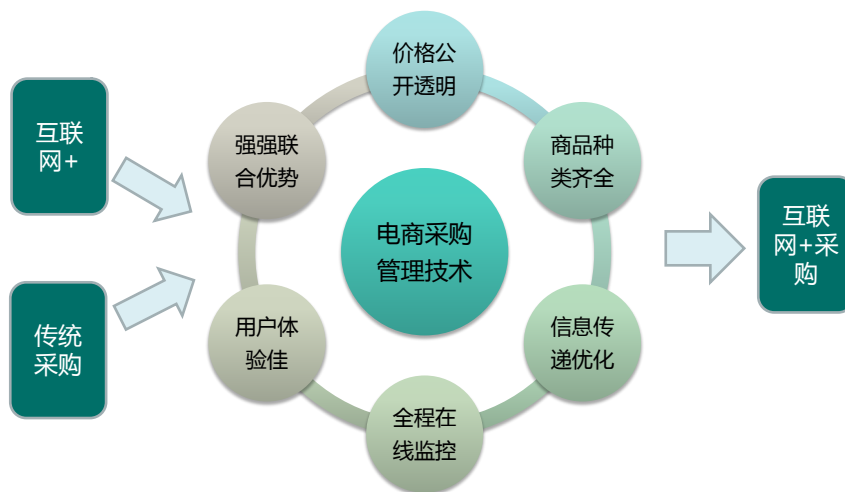 互联
网+
传统
采购
价格公
开透明
商品种
类齐全
信息传
递优化
全程在
线监控
用户体
验佳
强强联
合优势
电商采购
管理技术
互联
网+采
购